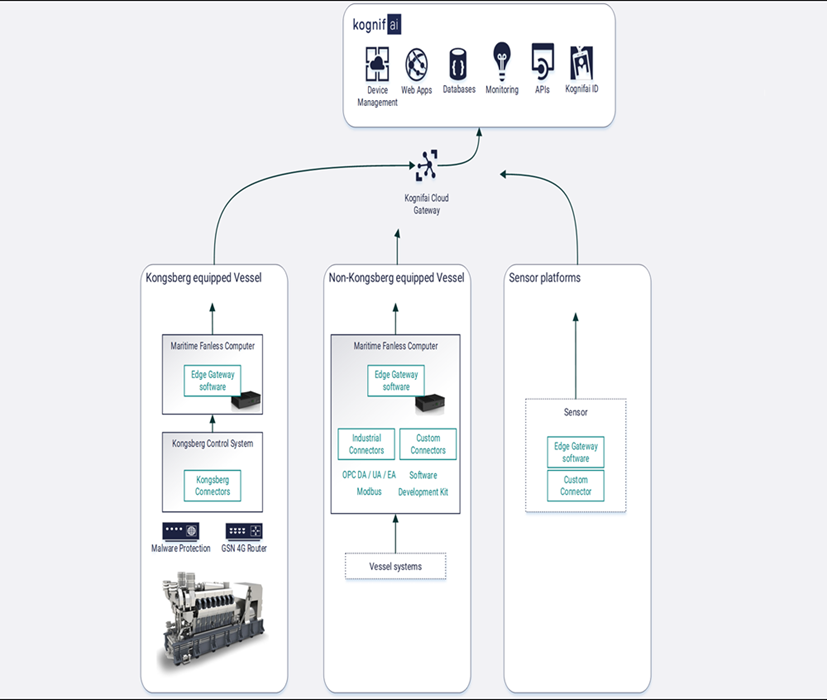 kognifai
Device
Management
Web Apps
Databases
Monitoring
APIs
Kognifai ID
Kognifai Cloud
Gateway
Kongsberg equipped Vessel
Maritime Fanless Computer
Edge Gateway
software
Kongsberg Control System
Kongsberg
Connectors
Malware Protection
GSN 4G Router
Non-Kongsberg equipped Vessel
Maritime Fanless Computer
Edge Gateway
software
Industrial
Connectors
Custom
Connectors
OPC DA / UA / EA
Modbus
Software
Development Kit
Vessel systems
Sensor platforms
Sensor
Edge Gateway
software
Custom
Connector